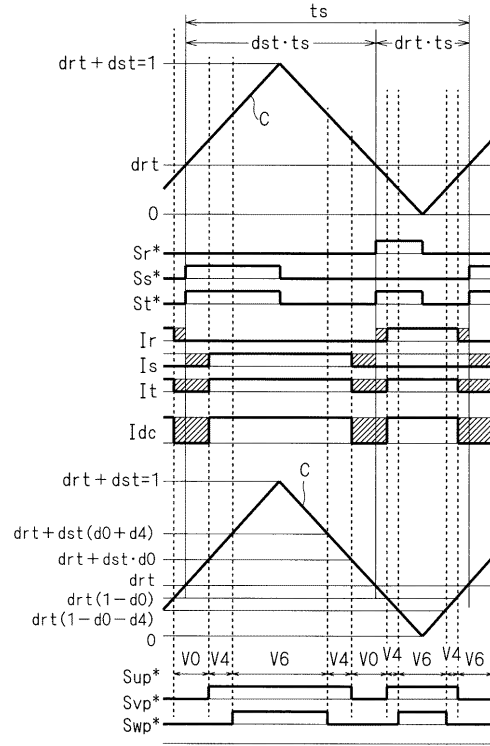 ts
dst·ts drt·ts
drt+dst=1
C
drt
0
Sr*
Ss*
St*
Ir
Is
It
Idc
drt+dst=1
C
drt+dst(d0+d4)
drt+dst·d0
drt
drt(1-d0)
drt(1-d0-d4)
0
V0 V4 V6 V4 V0 V4 V6 V4 V6
Sup*
Svp*
Swp*